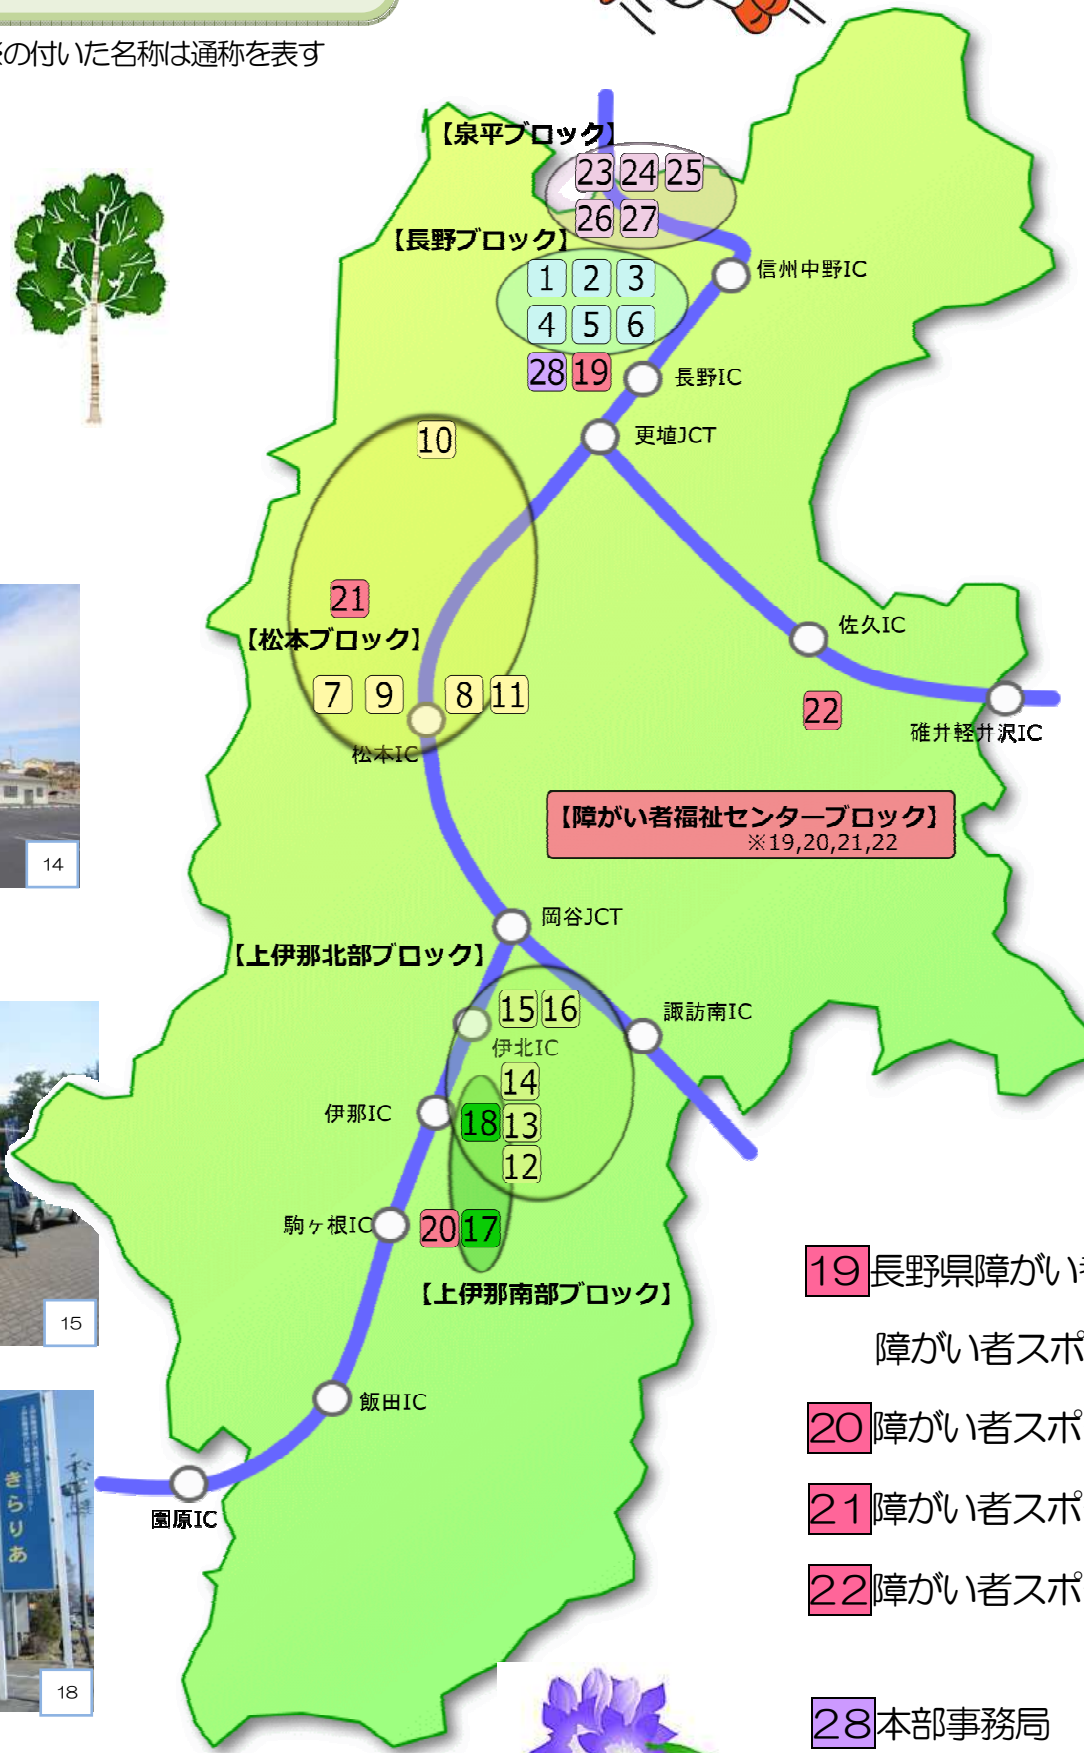 の付いた名称は通称を表す
【泉平ブロック】
23 24 25
26 27
【長野ブロック】
1 2 3
4 5 6
28 19
信州中野IC
長野IC
更埴JCT
10
21
【松本ブロック】
7 9 8 11
松本IC
佐久IC
22
碓井軽井沢IC
【障がい者福祉センターブロック】
※19,20,21,22
14
岡谷JCT
【上伊那北部ブロック】
15 16
伊北IC
諏訪南IC
14
伊那IC
18 13
12
駒ヶ根IC
20 17
【上伊那南部ブロック】
15
飯田IC
園原IC
きらりあ
18
19 長野県障がい
障がい者スポ
20 障がい者スポ
21 障がい者スポ
22 障がい者スポ
28 本部事務局